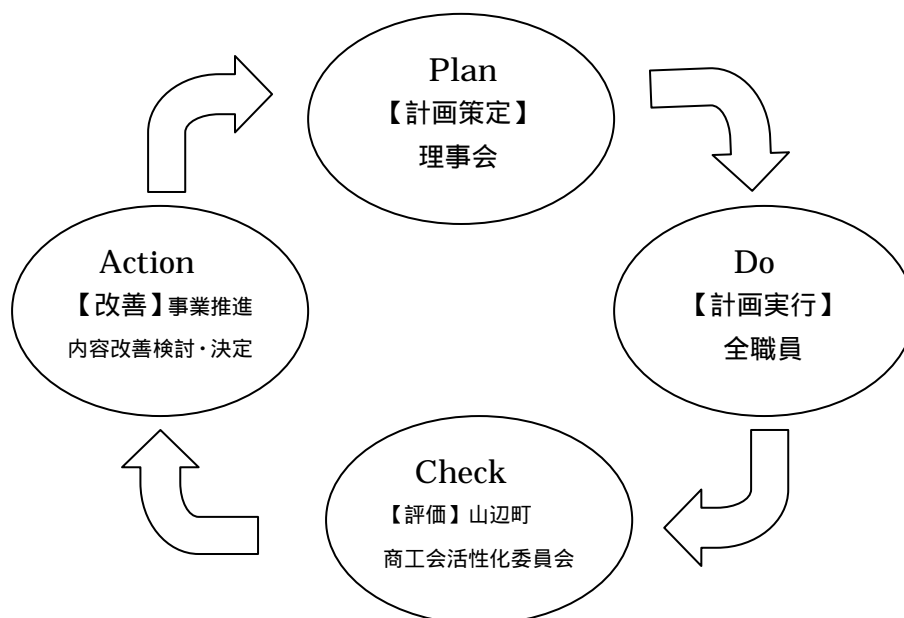 Plan
【計画策定】
理事会
Do
【計画実行】
全職員
Check
【評価】山辺町
商工会活性化委員会
Action
【改善】事業推進
内容改善検討・決定